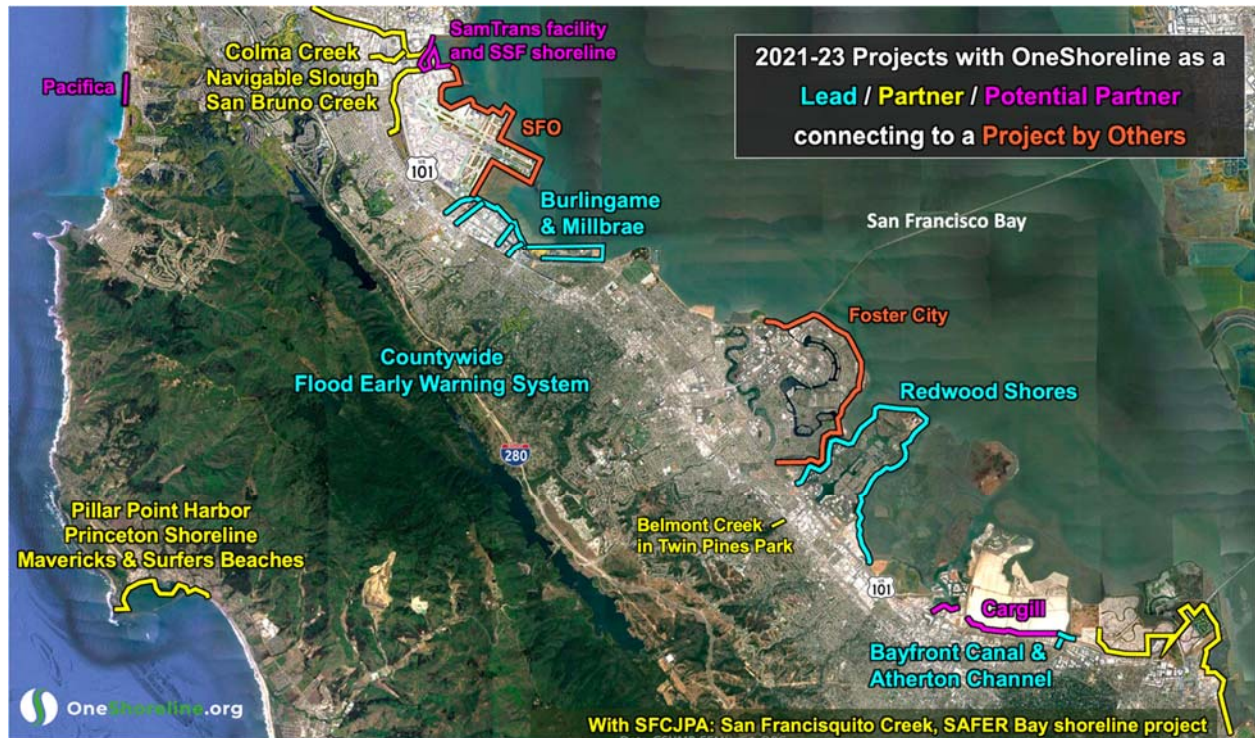 SamTrans facility
and SSF shoreline
Colma Creek
Navigable Slough
San Bruno Creek
Pacifica
2021-23 Projects with OneShoreline as a
Lead / Partner / Potential Partner
connecting to a Project by Others
SFO
US
101
Burlingame
& Millbrae
San Francisco Bay
Foster City
Countywide
Flood Early Warning System
Redwood Shores
280
Pillar Point Harbor
Princeton Shoreline
Mavericks & Surfers Beaches
Belmont Creek
in Twin Pines Park
US
101
Cargill
Bayfront Canal &
Atherton Channel
OneShoreline.org
With SFCJPA: San Francisquito Creek, SAFER Bay shoreline project